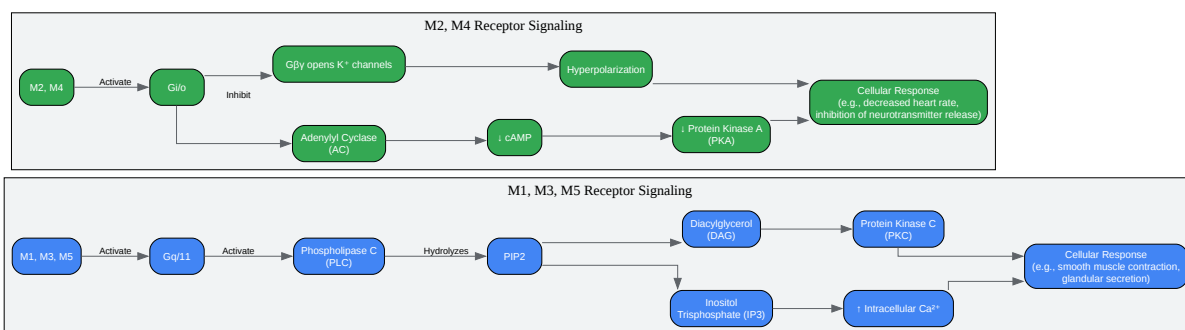 M2, M4 Receptor Signaling
M2, M4
Activate
Gi/o
Inhibit
Gβγ opens K⁺ channels
Hyperpolarization
Adenylyl Cyclase
(AC)
↓ cAMP
↓ Protein Kinase A
(PKA)
Cellular Response
(e.g., decreased heart rate,
inhibition of neurotransmitter release)
M1, M3, M5 Receptor Signaling
M1, M3, M5
Activate
Gq/11
Activate
Phospholipase C
(PLC)
Hydrolyzes
PIP2
Diacylglycerol
(DAG)
Protein Kinase C
(PKC)
Inositol
Trisphosphate (IP3)
↑ Intracellular Ca²⁺
Cellular Response
(e.g., smooth muscle contraction,
glandular secretion)